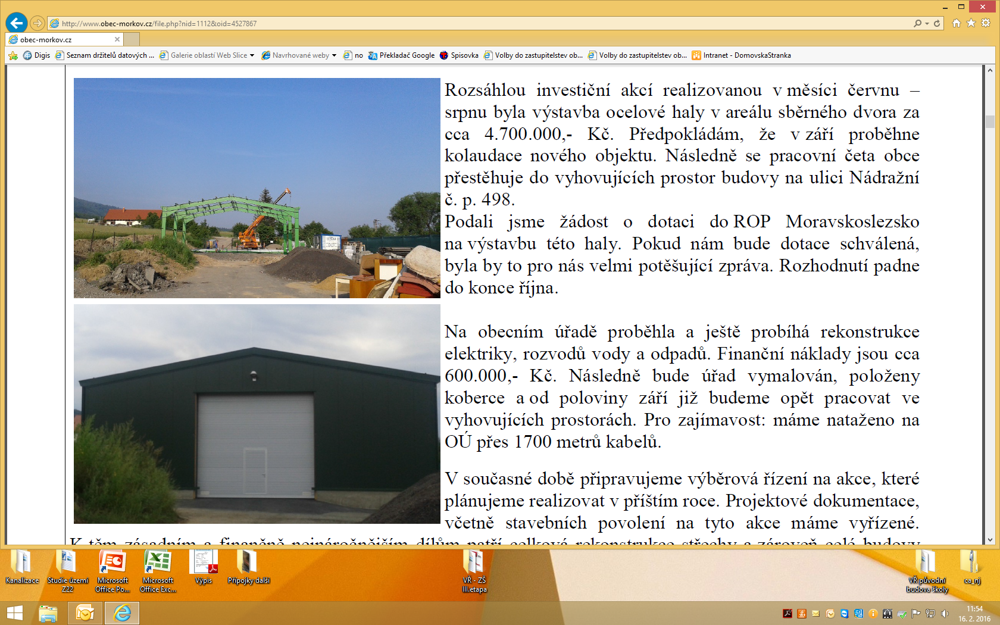 http://www.obec-morkov.cz/file.php?nid=1112&oid=4527867
obec-morkov.cz
Digis
Seznam držitelů datových ...
Galerie oblastí Web Slice
Navrhované weby
no
Překladač Google
Spisovka
Volby do zastupitelstev ob...
Volby do zastupitelstev ob...
Intranet - DomovskaStranka
Rozsáhlou investiční akcí realizovanou v měsíci červnu –
srpnu byla výstavba ocelové haly v areálu sběrného dvora za
cca 4.700.000,- Kč. Předpokládám, že v září proběhne
kolaudace nového objektu. Následně se pracovní četa obce
přestěhuje do vyhovujících prostor budovy na ulici Nádražní
č. p. 498.
Podali jsme žádost o dotaci do ROP Moravskoslezsko
na výstavbu této haly. Pokud nám bude dotace schválená,
byla by to pro nás velmi potěšující zpráva. Rozhodnutí padne
do konce října.
Na obecním úřadě proběhla a ještě probíhá rekonstrukce
elektriky, rozvodů vody a odpadů. Finanční náklady jsou cca
600.000,- Kč. Následně bude úřad vymalován, položeny
koberce a od poloviny září již budeme opět pracovat ve
vyhovujících prostorách. Pro zajímavost: máme nataženo na
OÚ přes 1700 metrů kabelů.
V současné době připravujeme výběrová řízení na akce, které
plánujeme realizovat v příštím roce. Projektové dokumentace,
včetně stavebních povolení na tyto akce máme vyřízené.
K těm zásadním a finančně nejnáročnějším dílům patří celková rekonstrukce střechy a zároveň celé budovy
Kanalizace
Studie území
Z22
Microsoft
Office Po...
Microsoft
Office Exc...
Výpis
Přípojky další
VŘ - ZŠ
III.etapa
VŘ původní
budova školy
ca_nj
11:54
16. 2. 2016